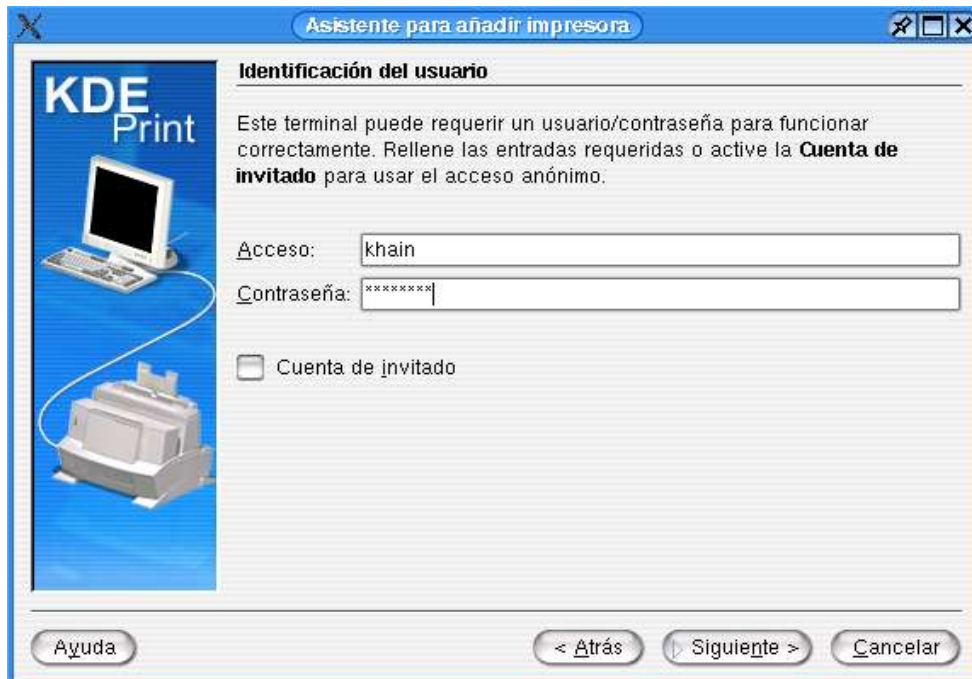 Asistente para añadir impresora
KDE
Print
Identificación del usuario
Este terminal puede requerir un usuario/contraseña para funcionar
correctamente. Rellene las entradas requeridas o active la Cuenta de
invitado para usar el acceso anónimo.
Acceso: khain
Contraseña: ********
Cuenta de invitado
Ayuda < Atrás Siguiente > Cancelar